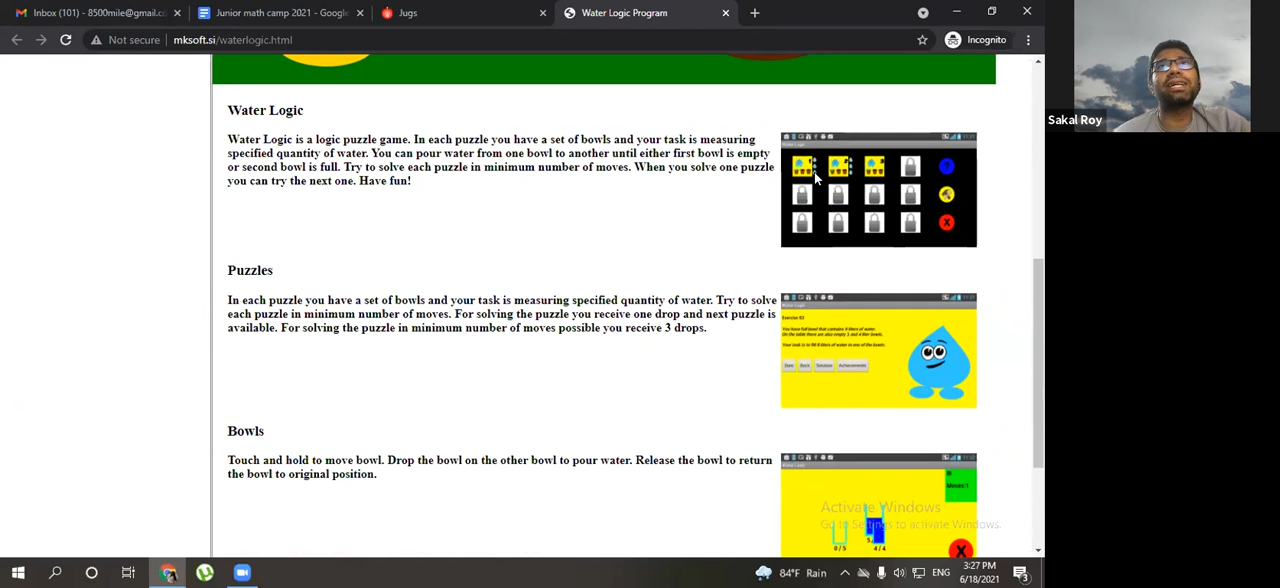 Inbox (101) - 8500mile@gmail.co
Junior math camp 2021 - Google
Jugs
Water Logic Program
Not secure
mksoft.si/waterlogic.html
Incognito
Sakal Roy
Water Logic
Water Logic is a logic puzzle game. In each puzzle you have a set of bowls and your task is measuring
specified quantity of water. You can pour water from one bowl to another until either first bowl is empty
or second bowl is full. Try to solve each puzzle in minimum number of moves. When you solve one puzzle
you can try the next one. Have fun!
Puzzles
In each puzzle you have a set of bowls and your task is measuring specified quantity of water. Try to solve
each puzzle in minimum number of moves. For solving the puzzle you receive one drop and next puzzle is
available. For solving the puzzle in minimum number of moves possible you receive 3 drops.
Back
Solution
Achievements
Bowls
Touch and hold to move bowl. Drop the bowl on the other bowl to pour water. Release the bowl to return
the bowl to original position.
Moves:1
0/5
4/4
X
Activate Windows
Go to Settings to activate Windows.
84°F Rain
ENG
3:27 PM
6/18/2021